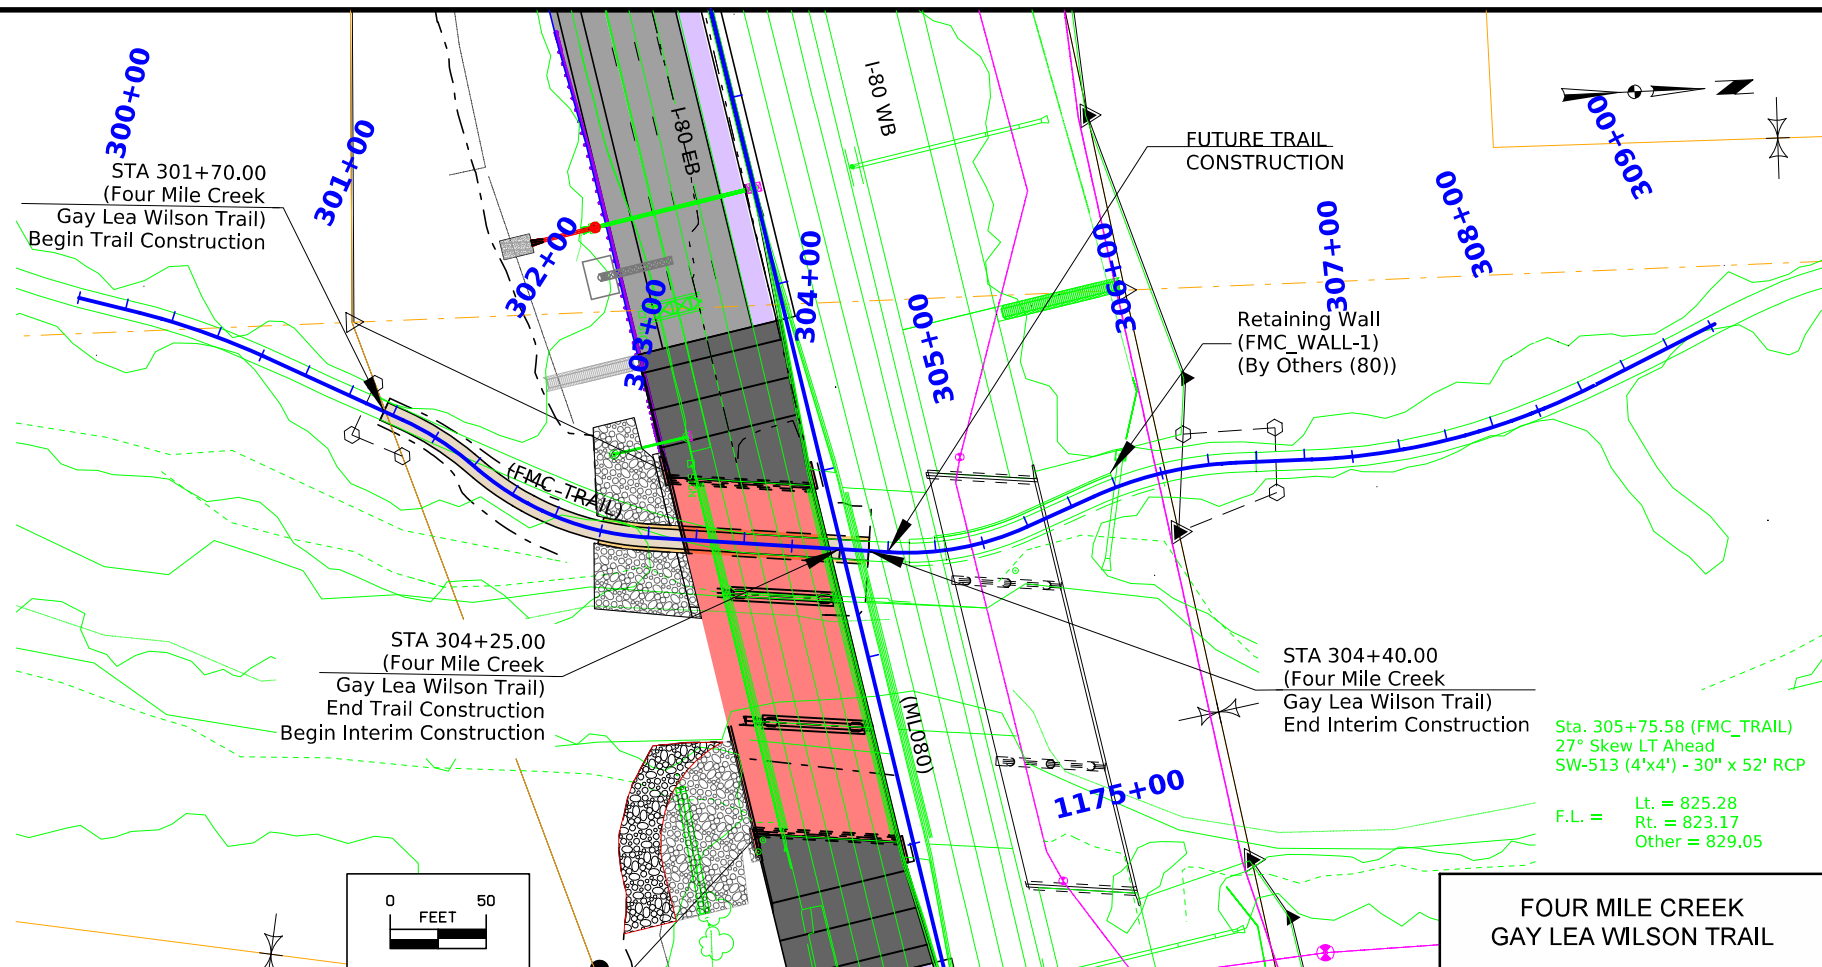 300+00
301+00
302+00
303+00
304+00
305+00
306+00
307+00
308+00
309+00
I-80 EB
I-80 WB
STA 301+70.00
(Four Mile Creek
Gay Lea Wilson Trail)
Begin Trail Construction
FUTURE TRAIL
CONSTRUCTION
Retaining Wall
(FMC_WALL-1)
(By Others (80))
(FMC_TRAIL)
STA 304+25.00
(Four Mile Creek
Gay Lea Wilson Trail)
End Trail Construction
Begin Interim Construction
STA 304+40.00
(Four Mile Creek
Gay Lea Wilson Trail)
End Interim Construction
(ML080)
1175+00
Sta. 305+75.58 (FMC_TRAIL)
27° Skew LT Ahead
SW-513 (4'x4') - 30" x 52' RCP
Lt. = 825.28
F.L. = Rt. = 823.17
Other = 829.05
0 50
FEET
FOUR MILE CREEK
GAY LEA WILSON TRAIL